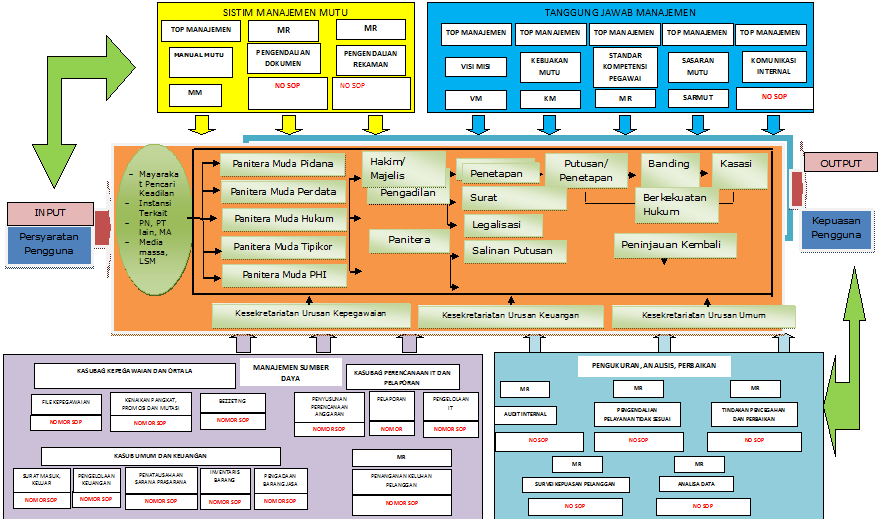 SISTIM MANAJEMEN MUTU
TOP MANAJEMEN
MR
MR
MANUAL MUTU
PENGENDALIAN
DOKUMEN
PENGENDALIAN
REKAMAN
MM
NO SOP
NO SOP
TANGGUNG JAWAB MANAJEMEN
TOP MANAJEMEN
TOP MANAJEMEN
TOP MANAJEMEN
TOP MANAJEMEN
TOP MANAJEMEN
VISI MISI
KEBIJAKAN
MUTU
STANDAR
KOMPETENSI
PEGAWAI
SASARAN
MUTU
KOMUNIKASI
INTERNAL
VM
KM
MR
SARMUT
NO SOP
INPUT
Persyaratan
Pengguna
– Mayaraka
t Pencari
Keadilan
– Instansi
Terkait
– PN, PT
lain, MA
– Media
massa,
LSM
Panitera Muda Pidana
Panitera Muda Perdata
Panitera Muda Hukum
Panitera Muda Tipikor
Panitera Muda PHI
Hakim/
Majelis
Pengadilan
Panitera
Penetapan
Surat
Legalisasi
Salinan Putusan
Putusan/
Penetapan
Banding
Kasasi
Berkekuatan
Hukum
Peninjauan Kembali
OUTPUT
Kepuasan
Pengguna
Kesekretariatan Urusan Kepegawaian
Kesekretariatan Urusan Keuangan
Kesekretariatan Urusan Umum
MANAJEMEN SUMBER
DAYA
KASUBAG KEPEGAWAIAN DAN ORTALA
FILE KEPEGAWAIAN
NOMOR SOP
KENAIKAN PANGKAT,
PROMOSI DAN MUTASI
NOMOR SOP
BEZZETING
NOMOR SOP
KASUBAG PERENCANAAN IT DAN
PELAPORAN
PENYUSUNAN
PERENCANAAN
ANGGARAN
NOMOR SOP
PELAPORAN
NOMOR
PENGELOLAAN
IT
NOMOR SOP
KASUB UMUM DAN KEUANGAN
SURAT MASUK,
KELUAR
NOMOR SOP
PENGELOLAAN
KEUANGAN
NOMOR SOP
PENATAUSAHAAN
SARANA PRASARANA
NOMOR SOP
INVENTARIS
BARANG
NOMOR SOP
PENGADAAN
BARANG JASA
NOMOR SOP
MR
PENANGANAN KELUHAN
PELANGGAN
NOMOR SOP
PENGUKURAN, ANALISIS, PERBAIKAN
MR
AUDIT INTERNAL
NO SOP
MR
PENGENDALIAN
PELAYANAN TIDAK SESUAI
NO SOP
MR
TINDAKAN PENCEGAHAN
DAN PERBAIKAN
NO SOP
MR
SURVEI KEPUASAN PELANGGAN
NO SOP
MR
ANALISA DATA
NO SOP